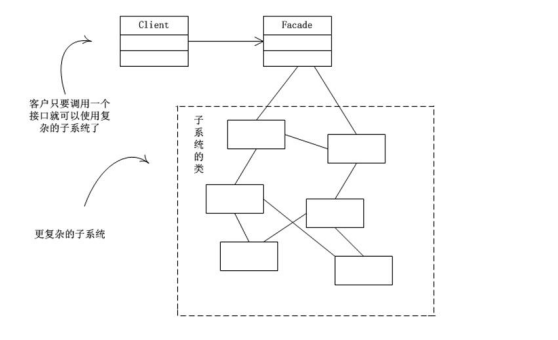 Client
Facade
客户只要调用一个
接口就可以使用复
杂的子系统了
子系统的类
更复杂的子系统